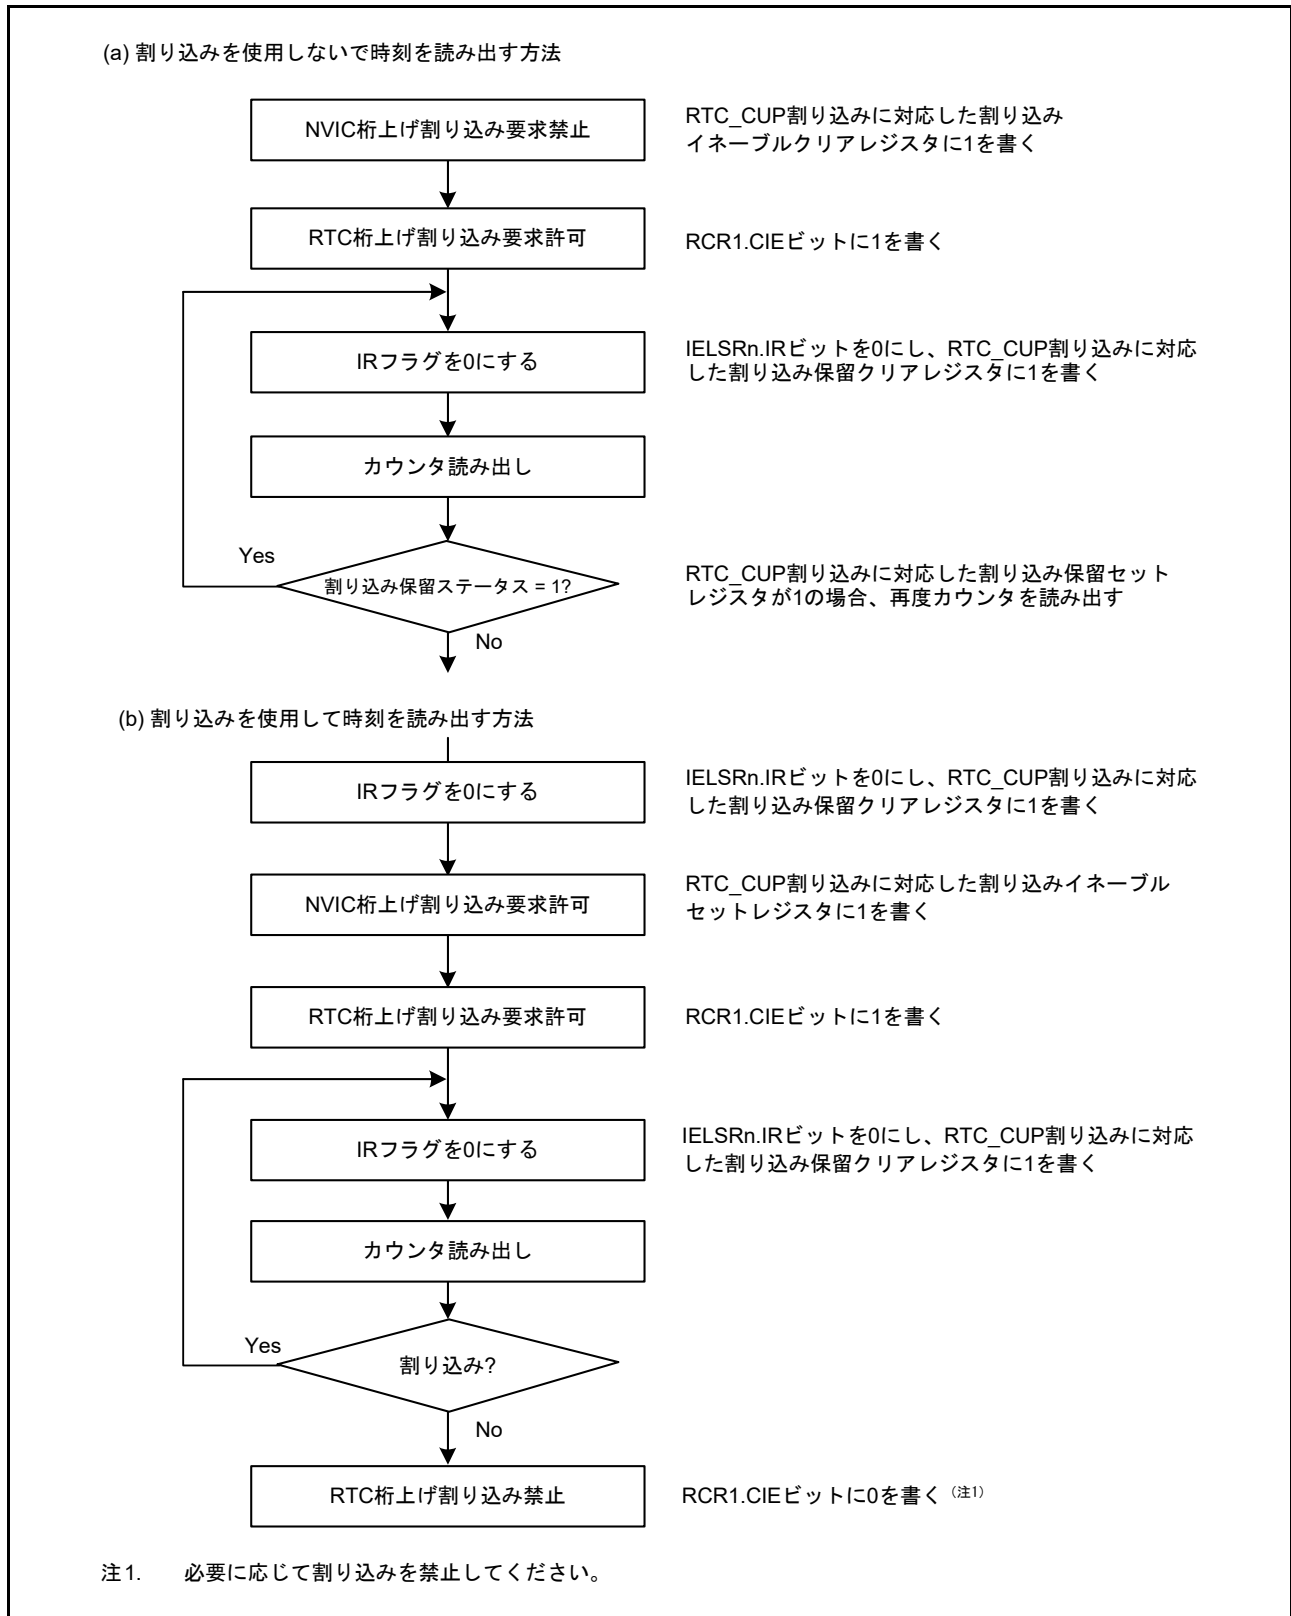 (a) 割り込みを使用しないで時刻を読み出す方法
NVIC桁上げ割り込み要求禁止
RTC_CUP割り込みに対応した割り込み
イネーブルクリアレジスタに1を書く
RTC桁上げ割り込み要求許可
RCR1.CIEビットに1を書く
IRフラグを0にする
IELSRn.IRビットを0にし、RTC_CUP割り込みに対応
した割り込み保留クリアレジスタに1を書く
カウンタ読み出し
Yes
割り込み保留ステータス = 1?
RTC_CUP割り込みに対応した割り込み保留セット
レジスタが1の場合、再度カウンタを読み出す
No
(b) 割り込みを使用して時刻を読み出す方法
IRフラグを0にする
IELSRn.IRビットを0にし、RTC_CUP割り込みに対応
した割り込み保留クリアレジスタに1を書く
NVIC桁上げ割り込み要求許可
RTC_CUP割り込みに対応した割り込みイネーブル
セットレジスタに1を書く
RTC桁上げ割り込み要求許可
RCR1.CIEビットに1を書く
IRフラグを0にする
IELSRn.IRビットを0にし、RTC_CUP割り込みに対応
した割り込み保留クリアレジスタに1を書く
カウンタ読み出し
Yes
割り込み?
No
RTC桁上げ割り込み禁止
RCR1.CIEビットに0を書く（注1）
注1. 必要に応じて割り込みを禁止してください。